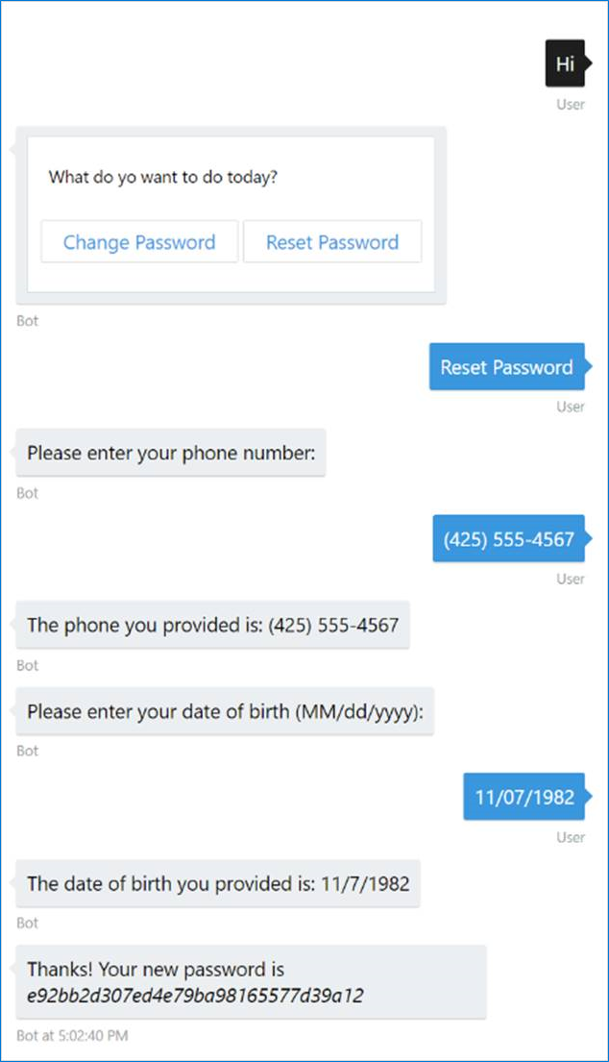 Hi
User
What do yo want to do today?
Change Password Reset Password
Bot
Reset Password
User
Please enter your phone number:
Bot
(425) 555-4567
User
The phone you provided is: (425) 555-4567
Bot
Please enter your date of birth (MM/dd/yyyy):
Bot
11/07/1982
User
The date of birth you provided is: 11/7/1982
Bot
Thanks! Your new password is
e92bb2d307ed4e79ba98165577d39a12
Bot at 5:02:40 PM